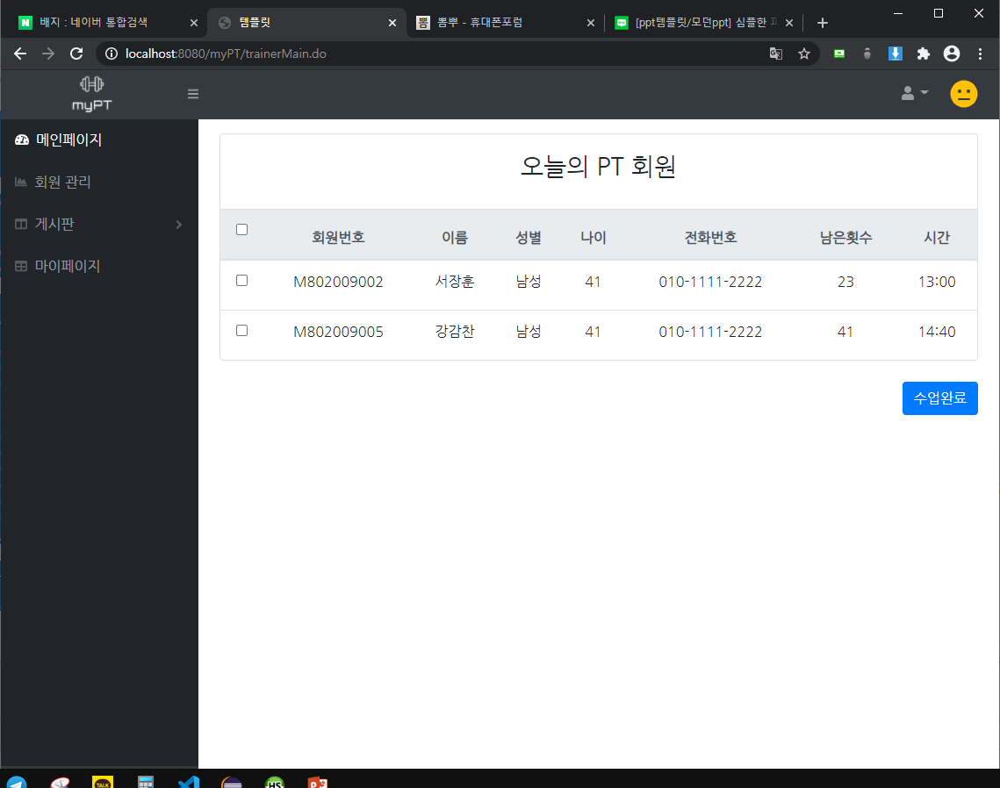 배지 : 네이버 통합검색
템플릿
뽐뿌 - 휴대폰포럼
[ppt템플릿/모던ppt] 심플한
localhost:8080/myPT/trainerMain.do
myPT
메인페이지
회원 관리
게시판
마이페이지
오늘의 PT 회원
회원번호 이름 성별 나이 전화번호 남은횟수 시간
M802009002 서장훈 남성 41 010-1111-2222 23 13:00
M802009005 강감찬 남성 41 010-1111-2222 41 14:40
수업완료
TALK
HS
P